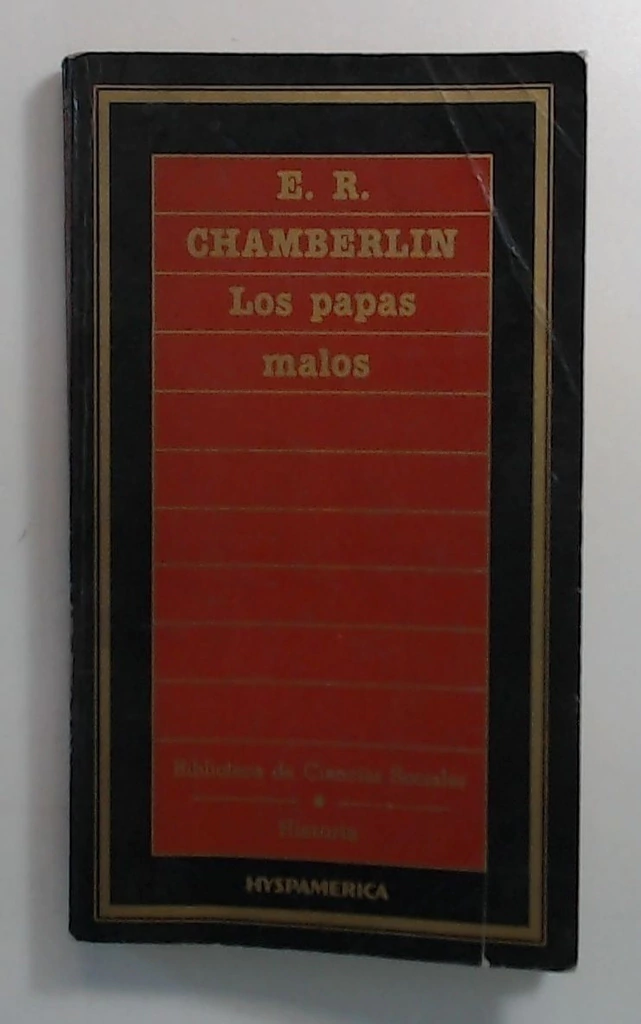 E. R.
CHAMBERLIN
Los papas
malos
Biblioteca de Ciencias Sociales
Historia
HYSPAMERICA